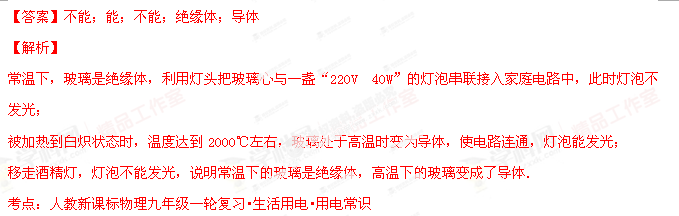 【答案】不能；能；不能；绝缘体；导体
【解析】
常温下，玻璃是绝缘体，利用灯头把玻璃心与一盏“220V  40W”的灯泡串联接入家庭电路中，此时灯泡不
发光；
被加热到白炽状态时，温度达到 2000℃左右，玻璃处于高温时变为导体，使电路连通，灯泡能发光；
移走酒精灯，灯泡不能发光，说明常温下的玻璃是绝缘体，高温下的玻璃变成了导体．
考点：人教新课标物理九年级一轮复习•生活用电•用电常识